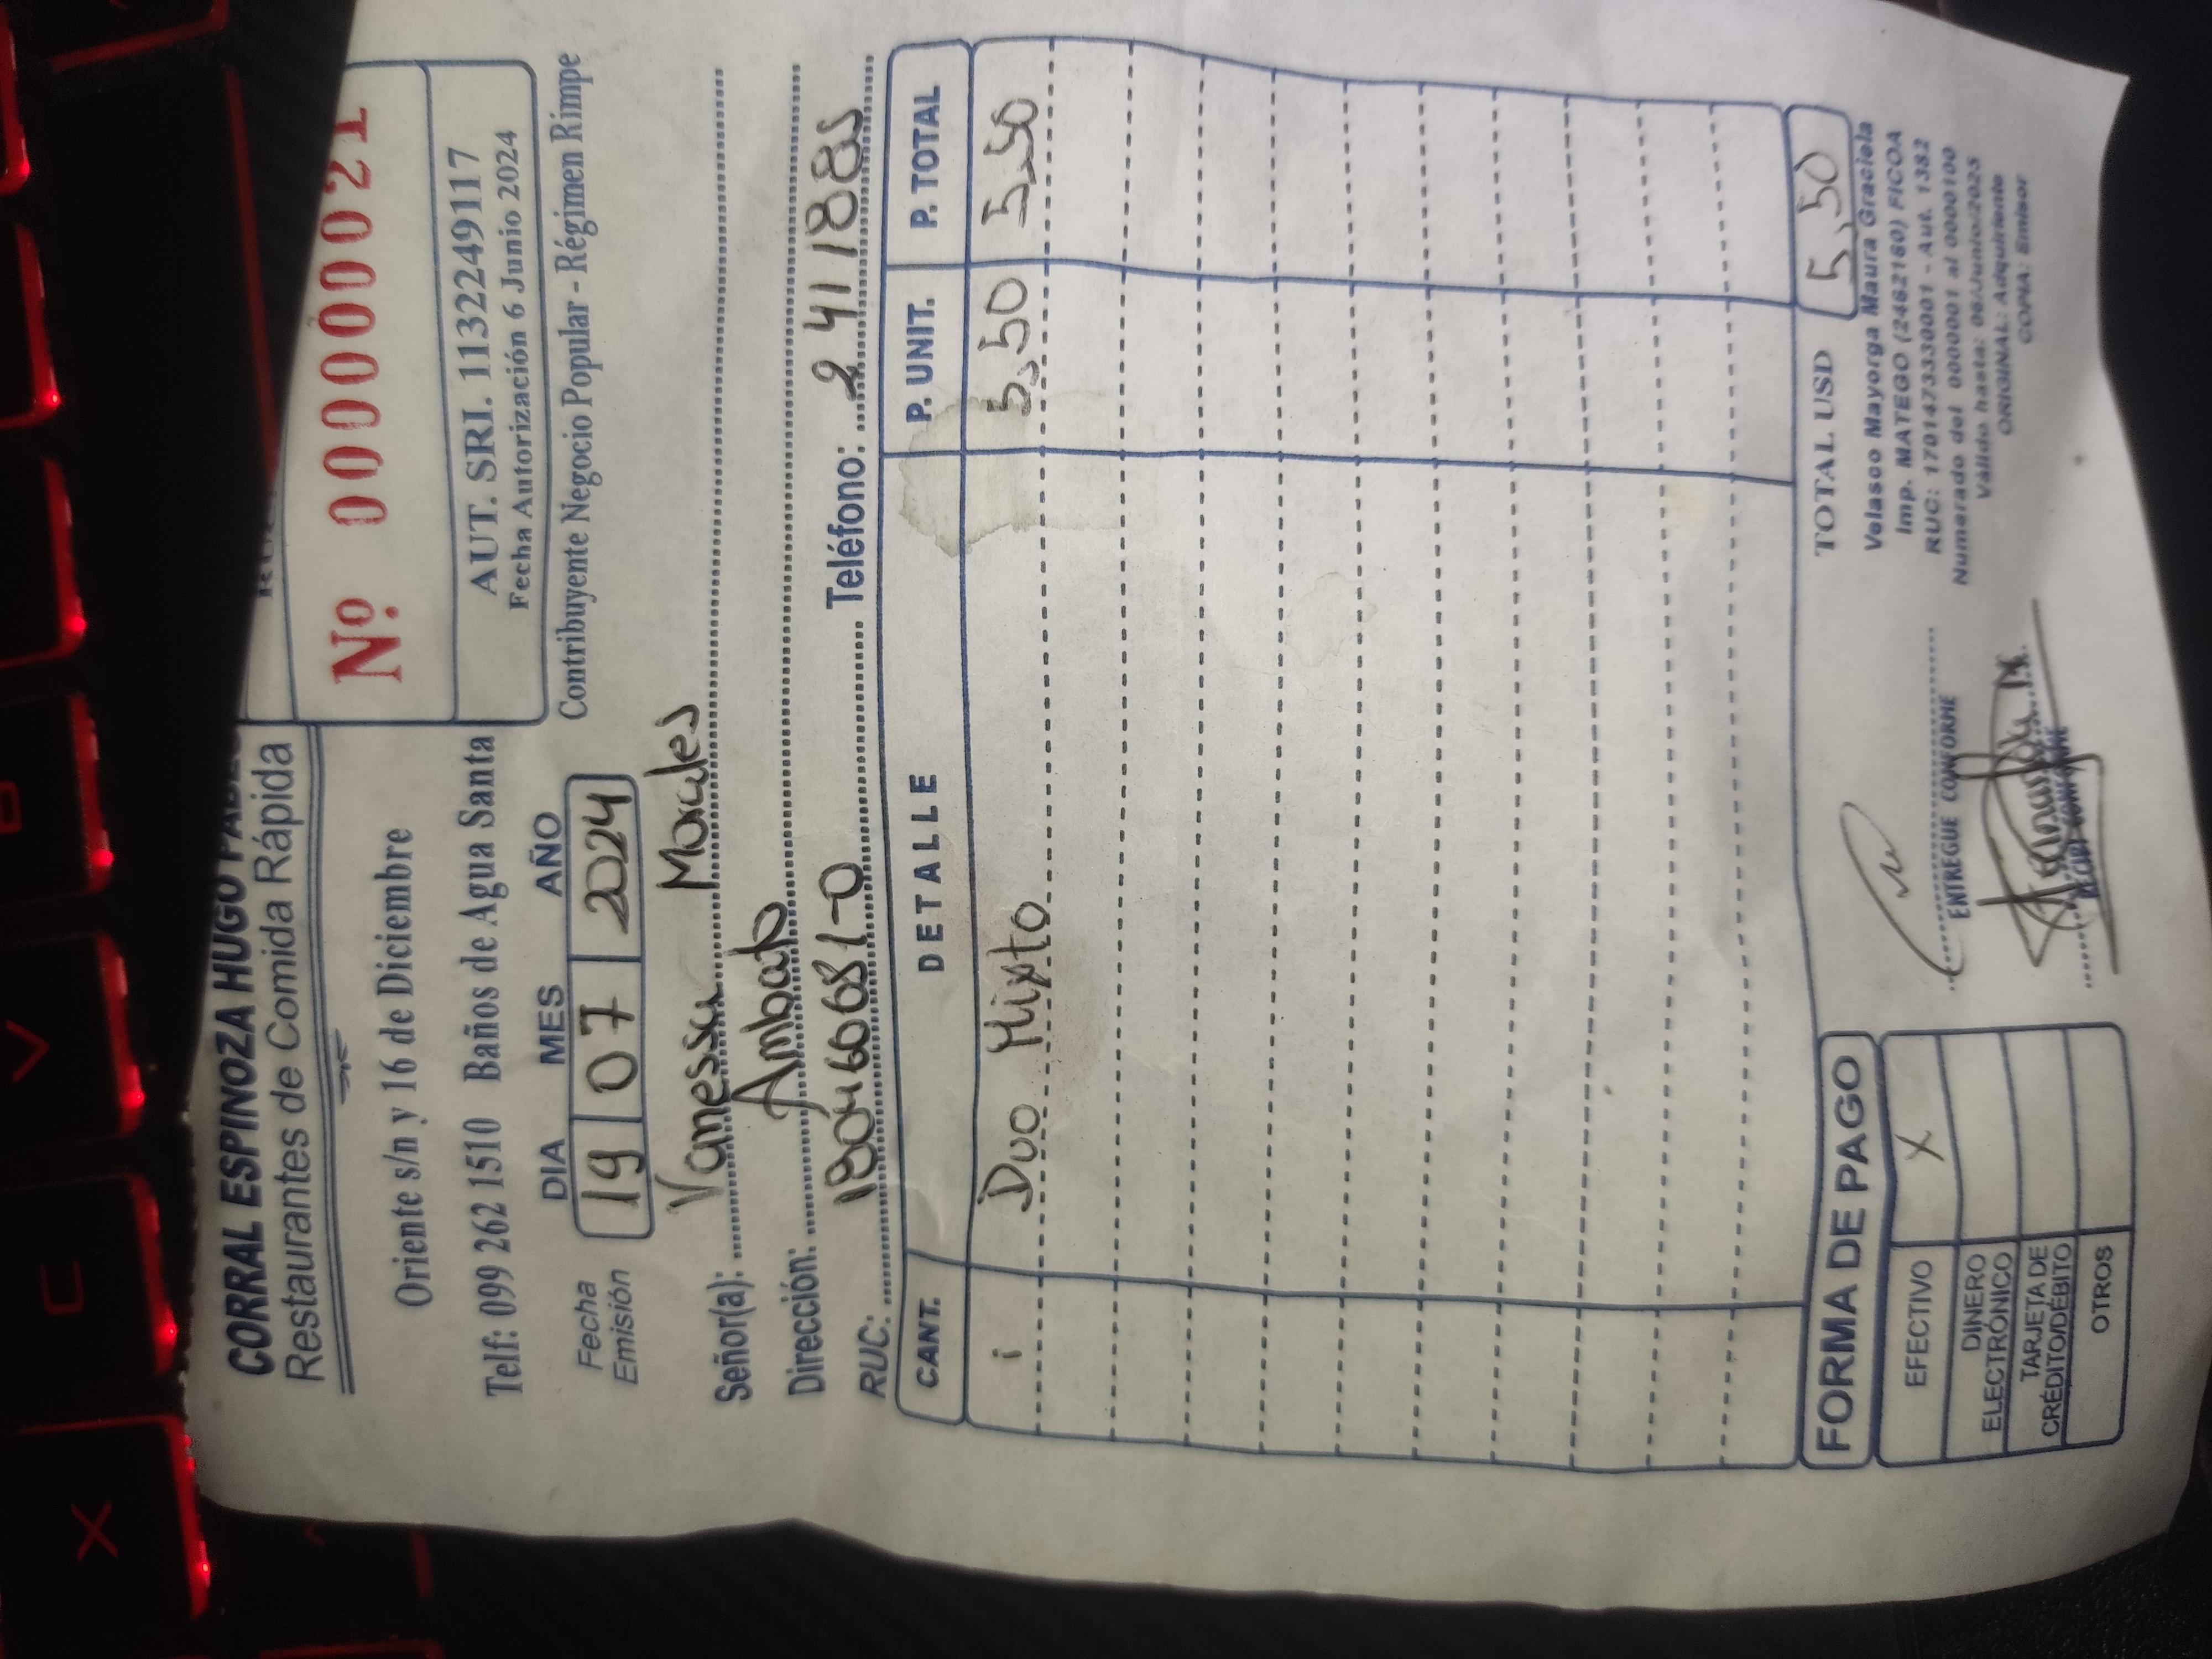 CORRAL ESPINOZA HUGO
Restaurantes de Comida Rápida
Oriente s/n y 16 de Diciembre
Telf: 099 262 1510 Baños de Agua Santa
Nº 000000021
AUT. SRI. 1132249117
Fecha Autorización 6 Junio 2024
Contribuyente Negocio Popular - Régimen Rimpe
DIA MES AÑO
Fecha Emisión 19 07 2024
Señor(a): Vanessa Morales
Dirección: Ambato
RUC: 180460681-0 Teléfono: 2411885
CANT. DETALLE P. UNIT. P. TOTAL
1 Duo Mixto 5,50 5,50
TOTAL USD 5,50
FORMA DE PAGO
EFECTIVO X
DINERO ELECTRÓNICO
TARJETA DE CRÉDITO/DÉBITO
OTROS
ENTREGUE CONFORME
RECIBI CONFORME
Velasco Mayorga Maura Graciela
Imp. MATEGO (2462160) FICOA
RUC: 1701473330001 - Aut. 1382
Numerado del 0000001 al 0000100
Válido hasta: 06/Junio/2025
ORIGINAL: Adquiriente
COPIA: Emisor
X C V B